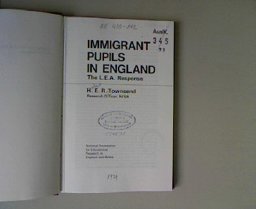 IMMIGRANT
PUPILS
IN ENGLAND
The L.E.A. Response
H. E. R. Townsend
Research Officer, NFER
345
National Foundation
for Educational
Research in
England and Wales